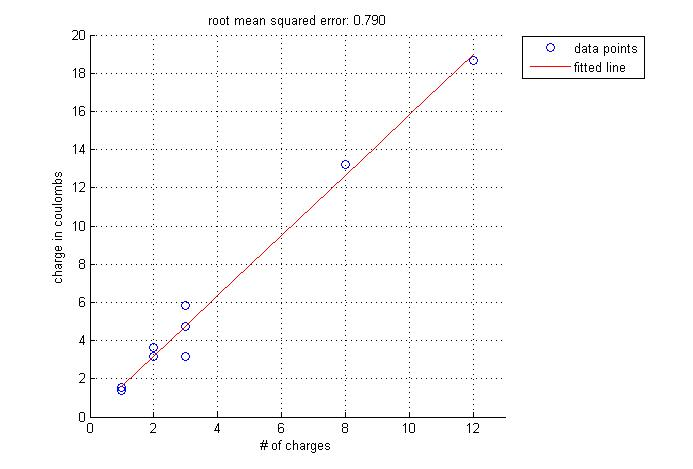 root mean squared error: 0.790
data points
fitted line
20
18
16
14
12
10
8
6
4
2
0
charge in coulombs
0 2 4 6 8 10 12
# of charges